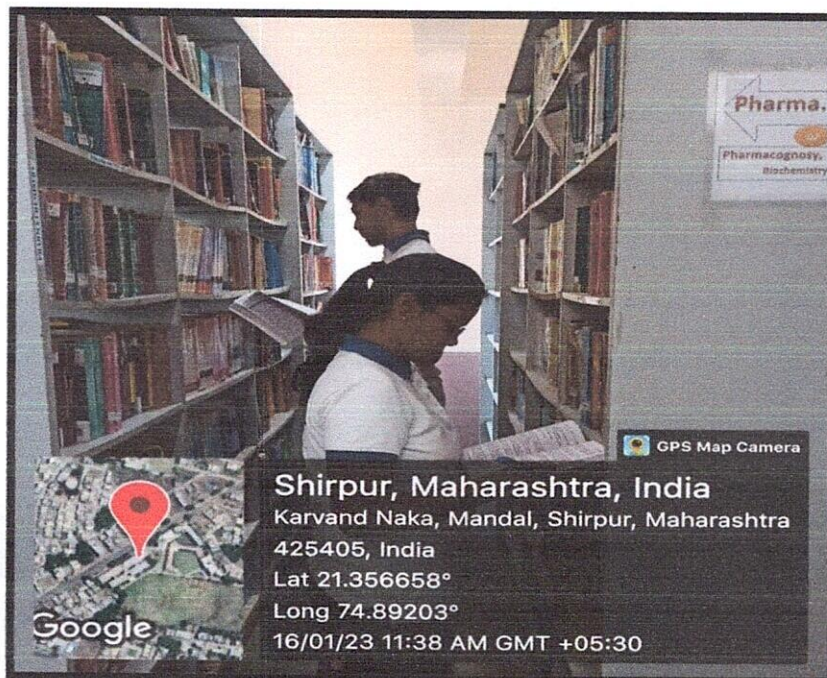 Pharma.
Pharmacognosy,
Biochemistry
GPS Map Camera
Shirpur, Maharashtra, India
Karvand Naka, Mandal, Shirpur, Maharashtra
425405, India
Lat 21.356658°
Long 74.89203°
16/01/23 11:38 AM GMT +05:30
Google